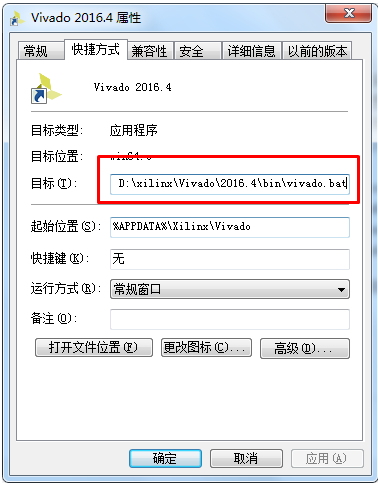 Vivado 2016.4 属性
常规 快捷方式 兼容性 安全 详细信息 以前的版本
Vivado 2016.4
目标类型: 应用程序
目标位置:
目标(T): D:\xilinx\Vivado\2016.4\bin\vivado.bat
起始位置(S): %APPDATA%\Xilinx\Vivado
快捷键(K): 无
运行方式(R): 常规窗口
备注(O):
打开文件位置(F) 更改图标(C)... 高级(D)...
确定 取消 应用(A)